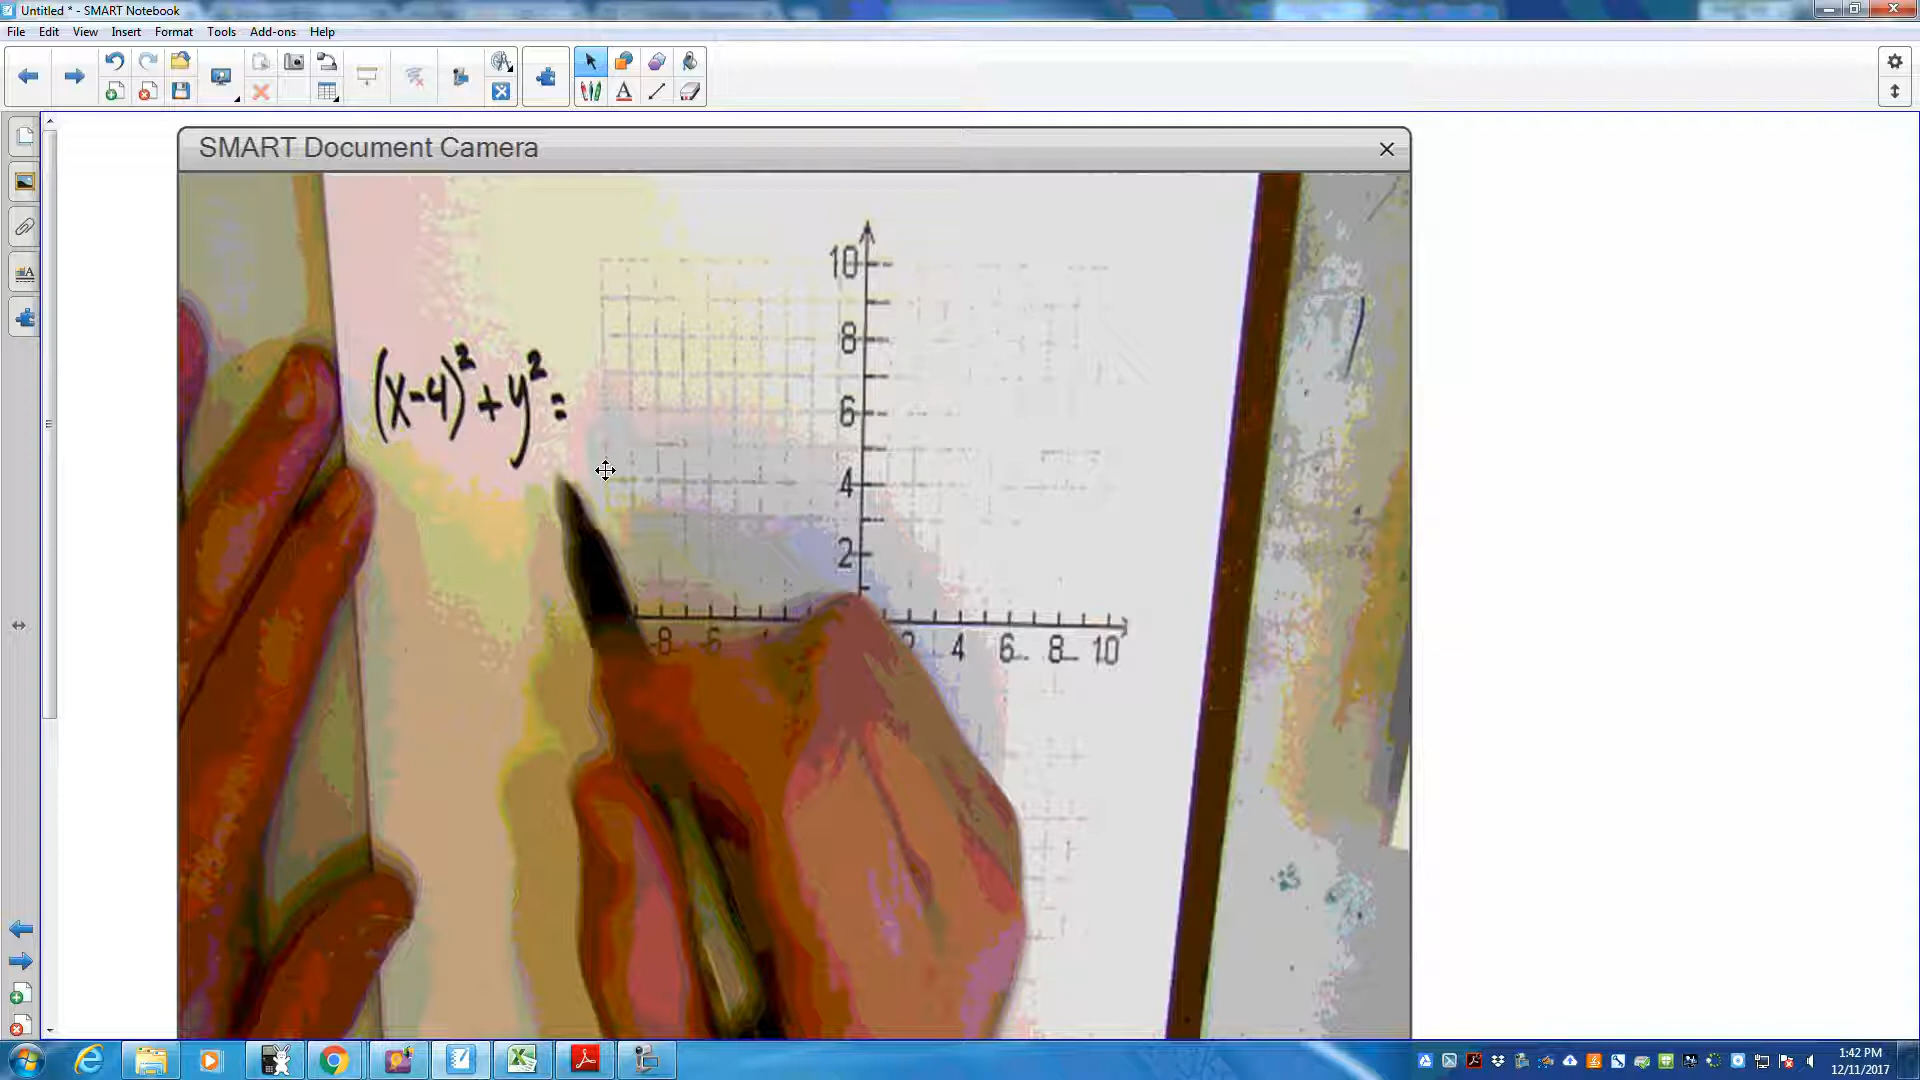 Untitled * - SMART Notebook
File Edit View Insert Format Tools Add-ons Help
SMART Document Camera
10
8
(x-4)² + y² =
6
4
2
-8 -6 2 4 6 8 10
1:42 PM
12/11/2017